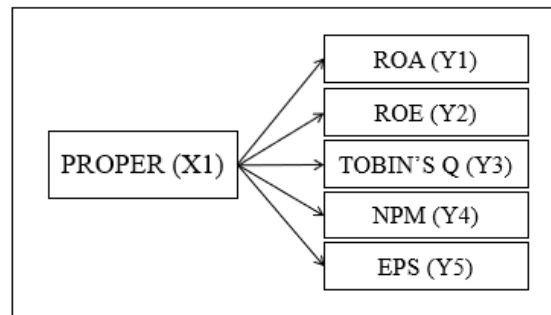 ROA (Y1)
ROE (Y2)
PROPER (X1)
TOBIN’S Q (Y3)
NPM (Y4)
EPS (Y5)